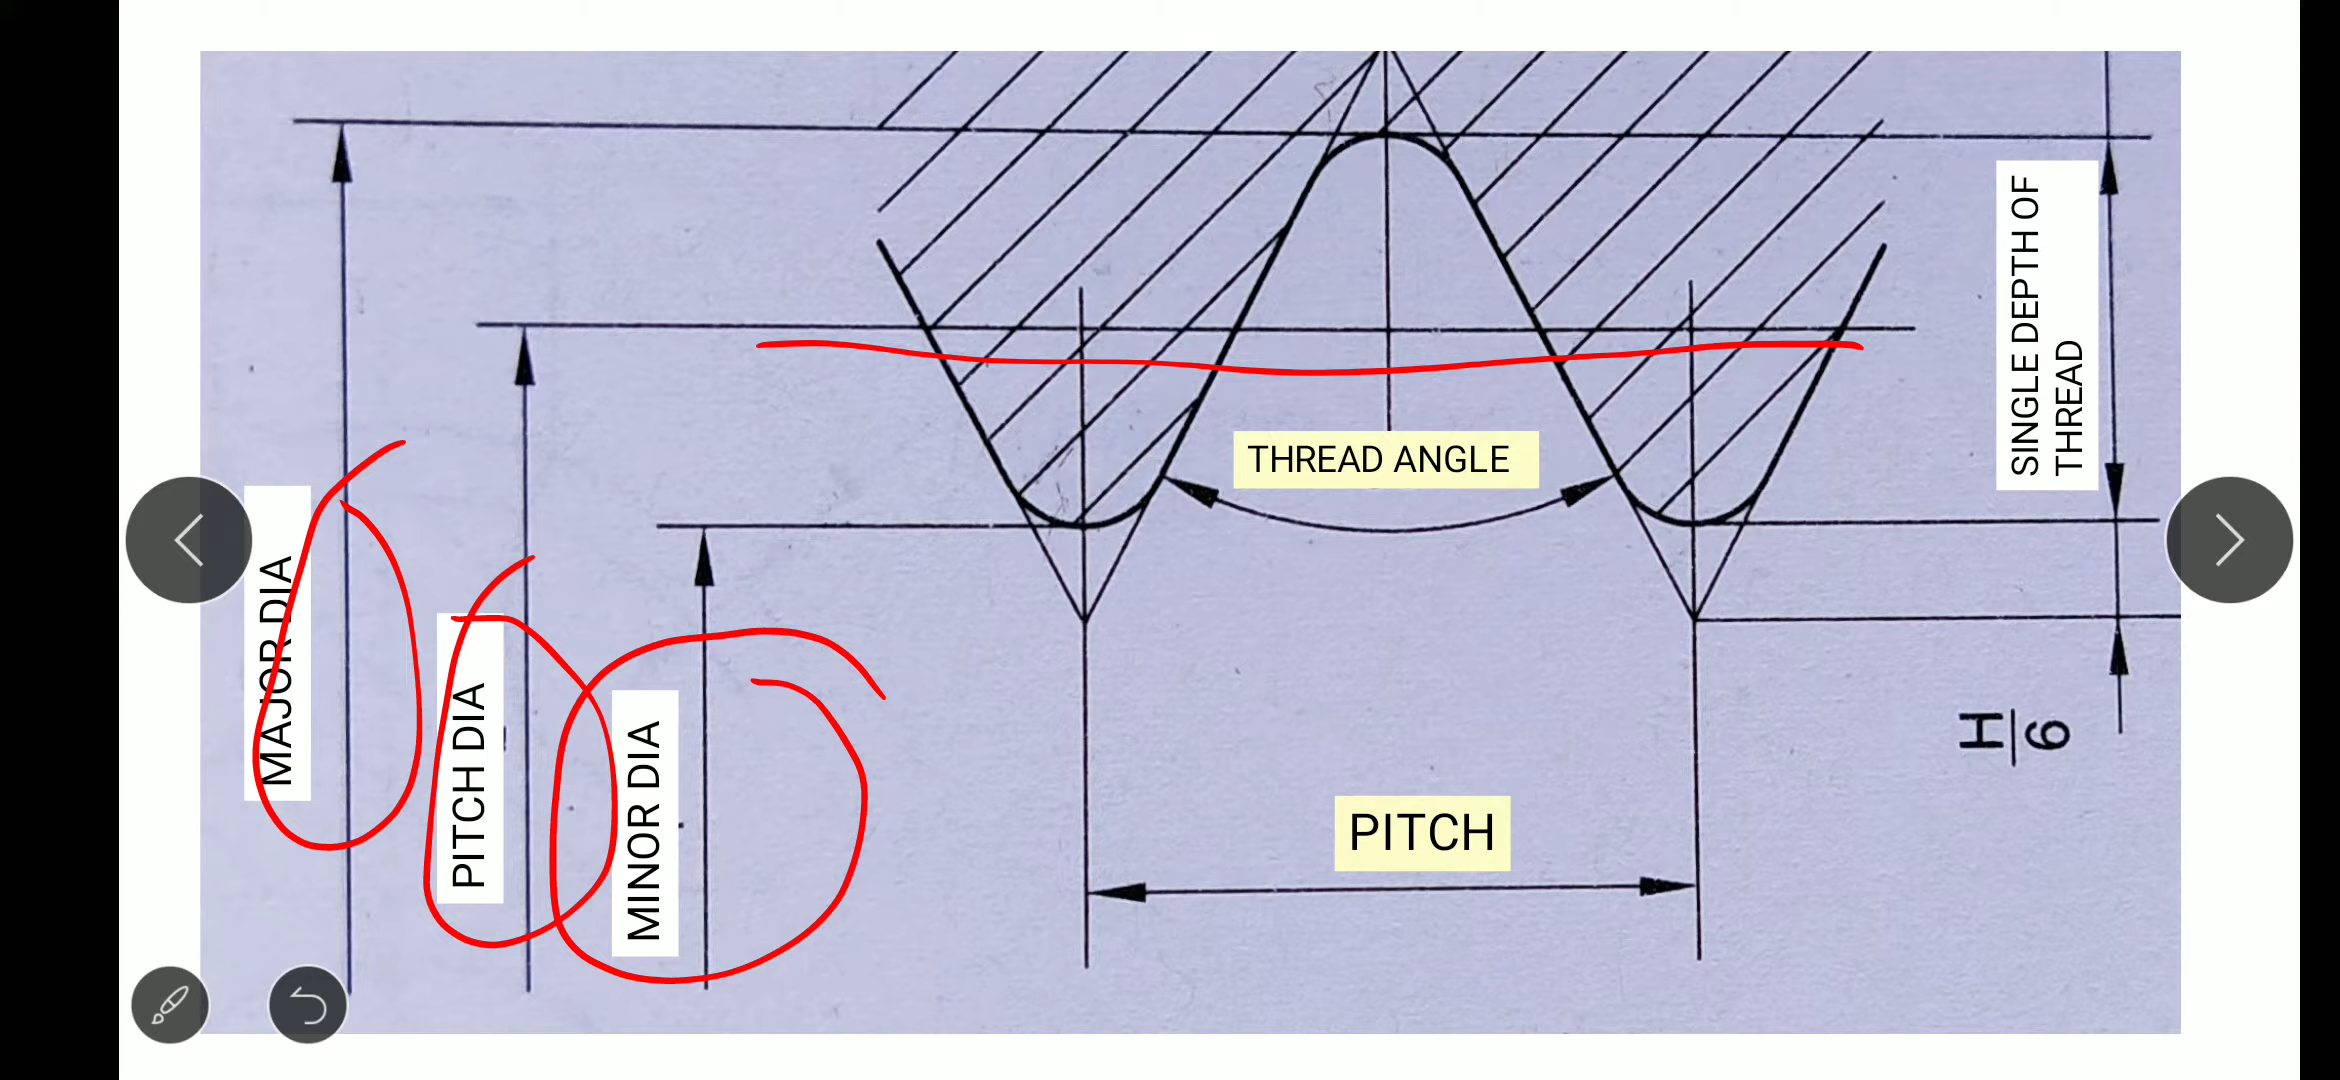 MAJOR DIA
PITCH DIA
MINOR DIA
THREAD ANGLE
PITCH
SINGLE DEPTH OF
THREAD
H
6